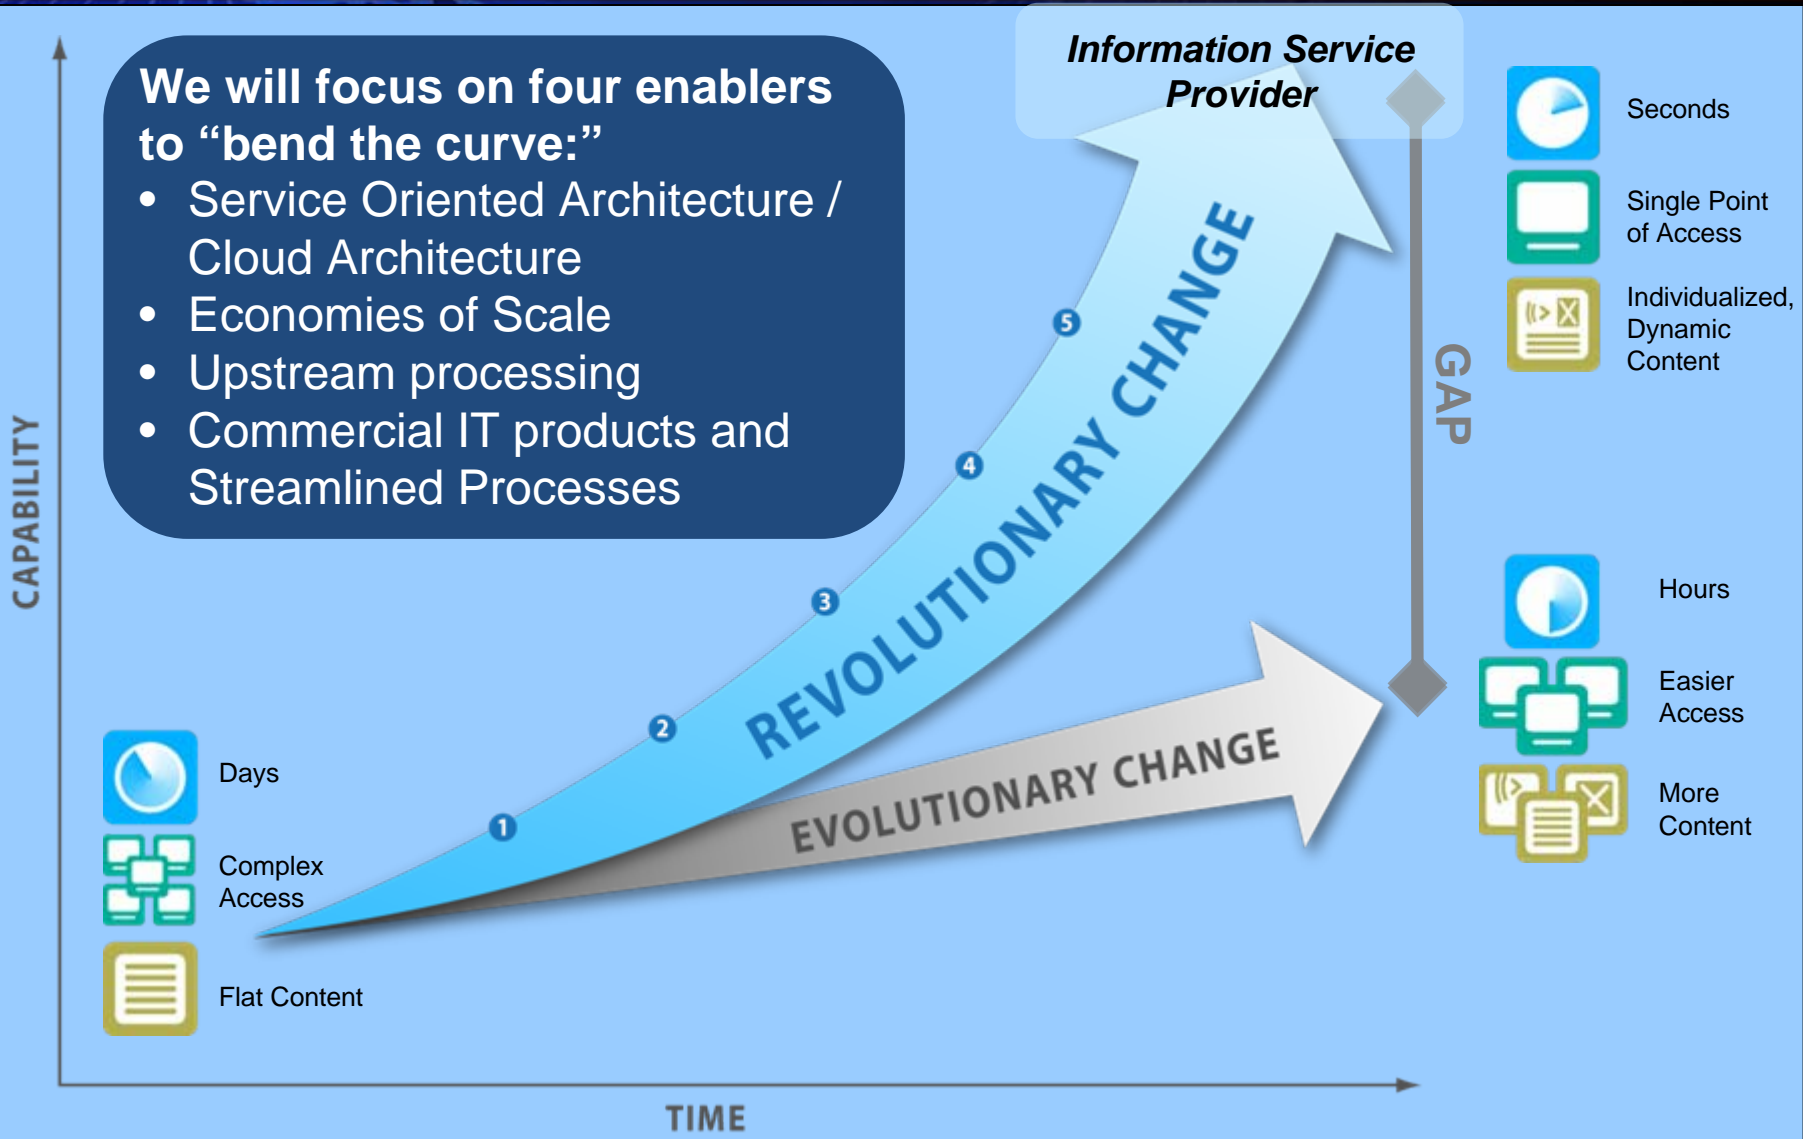 We will focus on four enablers
to “bend the curve:”
• Service Oriented Architecture /
Cloud Architecture
• Economies of Scale
• Upstream processing
• Commercial IT products and
Streamlined Processes
Information Service
Provider
Seconds
Single Point
of Access
Individualized,
Dynamic
Content
GAP
Hours
Easier
Access
More
Content
REVOLUTIONARY CHANGE
EVOLUTIONARY CHANGE
5
4
3
2
1
Days
Complex
Access
Flat Content
CAPABILITY
TIME